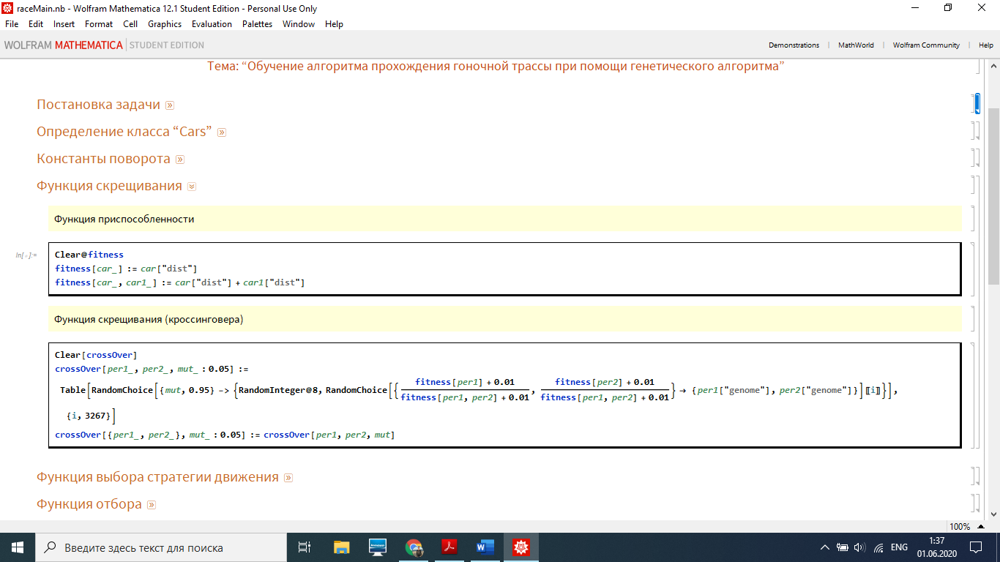 raceMain.nb - Wolfram Mathematica 12.1 Student Edition - Personal Use Only
File Edit Insert Format Cell Graphics Evaluation Palettes Window Help
WOLFRAM MATHEMATICA | STUDENT EDITION
Demonstrations | MathWorld | Wolfram Community | Help
Тема: “Обучение алгоритма прохождения гоночной трассы при помощи генетического алгоритма”
Постановка задачи
Определение класса “Cars”
Константы поворота
Функция скрещивания
Функция приспособленности
In[ ]:=
Clear@fitness
fitness[car_] := car["dist"]
fitness[car_, car1_] := car["dist"] + car1["dist"]
Функция скрещивания (кроссинговера)
Clear[crossOver]
crossOver[per1_, per2_, mut_ : 0.05] :=
Table[RandomChoice[{mut, 0.95} -> {RandomInteger@8, RandomChoice[{(fitness[per1] + 0.01)/(fitness[per1, per2] + 0.01), (fitness[per2] + 0.01)/(fitness[per1, per2] + 0.01)} → {per1["genome"], per2["genome"]}]〚i〛}],
{i, 3267}]
crossOver[{per1_, per2_}, mut_ : 0.05] := crossOver[per1, per2, mut]
Функция выбора стратегии движения
Функция отбора
100%
Введите здесь текст для поиска
ENG
1:37
01.06.2020